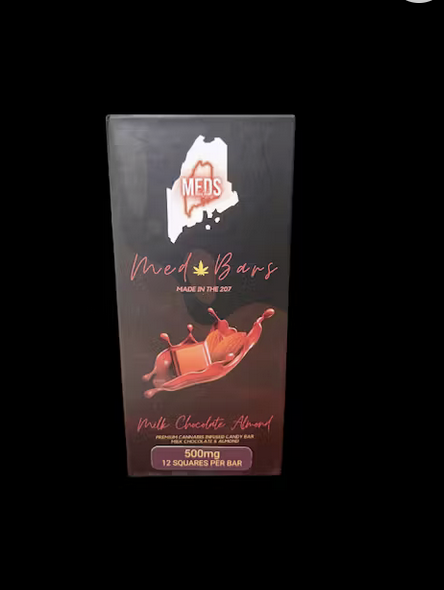 MEDS
Med Bars
MADE IN THE 207
Milk Chocolate Almond
PREMIUM CANNABIS INFUSED CANDY BAR
MILK CHOCOLATE & ALMOND
500mg
12 SQUARES PER BAR